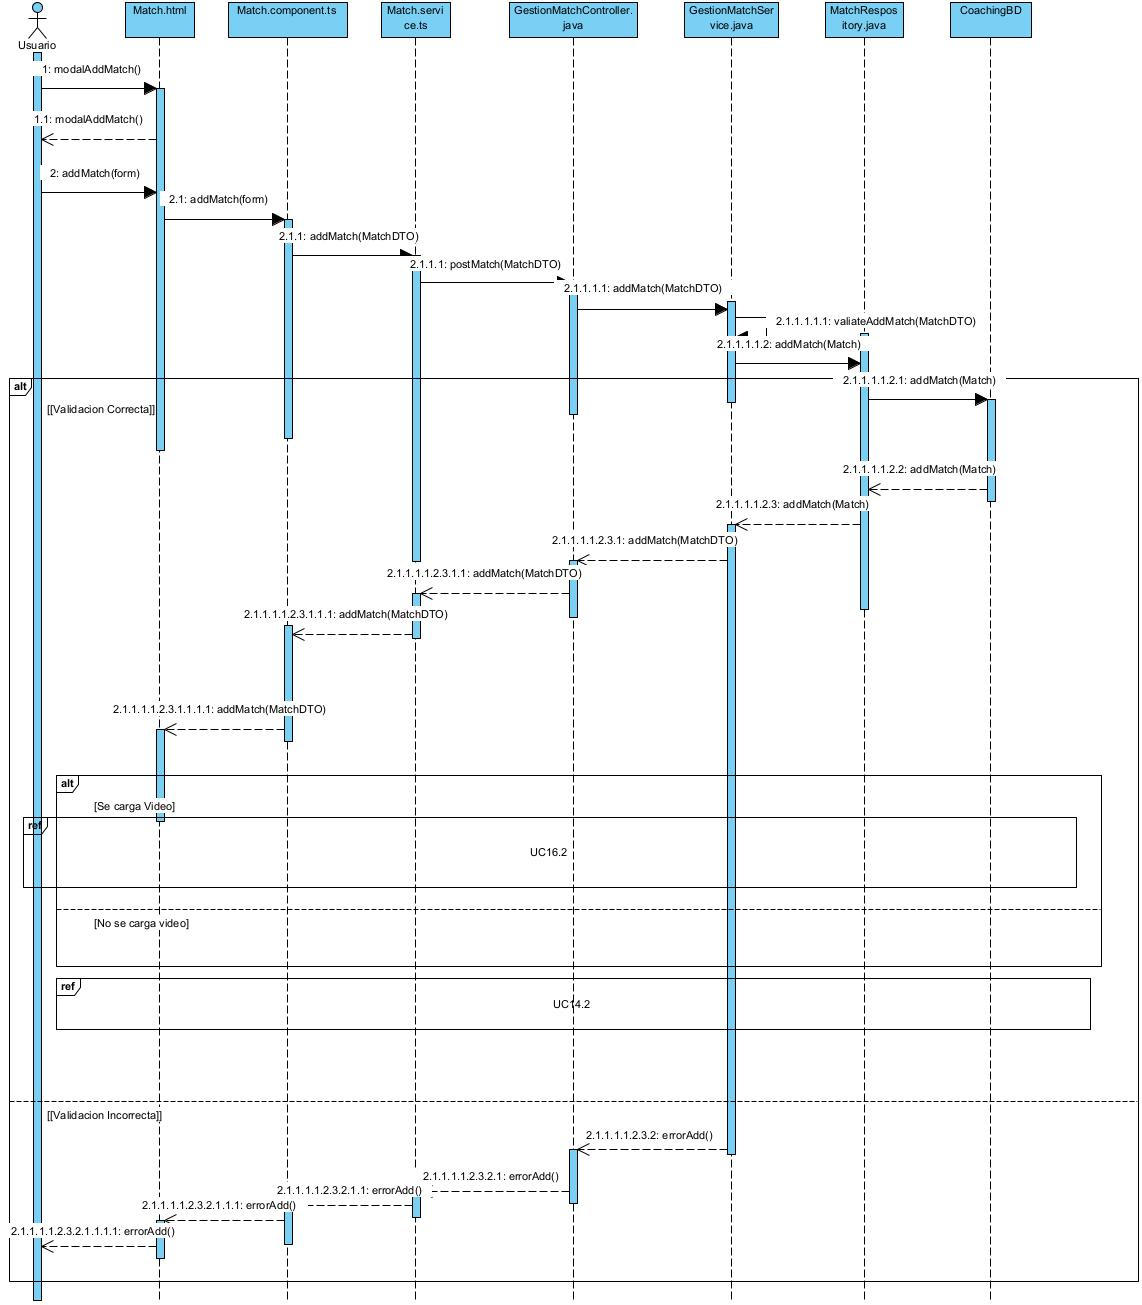 Usuario
Match.html
Match.component.ts
Match.servi
ce.ts
GestionMatchController.
java
GestionMatchSer
vice.java
MatchRespos
itory.java
CoachingBD
1: modalAddMatch()
1.1: modalAddMatch()
2: addMatch(form)
2.1: addMatch(form)
2.1.1: addMatch(MatchDTO)
2.1.1.1: postMatch(MatchDTO)
2.1.1.1.1: addMatch(MatchDTO)
2.1.1.1.1.1: valiateAddMatch(MatchDTO)
2.1.1.1.1.2: addMatch(Match)
alt
2.1.1.1.1.2.1: addMatch(Match)
[[Validacion Correcta]]
2.1.1.1.1.2.2: addMatch(Match)
2.1.1.1.1.2.3: addMatch(Match)
2.1.1.1.1.2.3.1: addMatch(MatchDTO)
2.1.1.1.1.2.3.1.1: addMatch(MatchDTO)
2.1.1.1.1.2.3.1.1.1: addMatch(MatchDTO)
2.1.1.1.1.2.3.1.1.1.1: addMatch(MatchDTO)
alt
[Se carga Video]
ref
UC16.2
[No se carga video]
ref
UC14.2
[[Validacion Incorrecta]]
2.1.1.1.1.2.3.2: errorAdd()
2.1.1.1.1.2.3.2.1: errorAdd()
2.1.1.1.1.2.3.2.1.1: errorAdd()
2.1.1.1.1.2.3.2.1.1.1: errorAdd()
2.1.1.1.1.2.3.2.1.1.1.1: errorAdd()